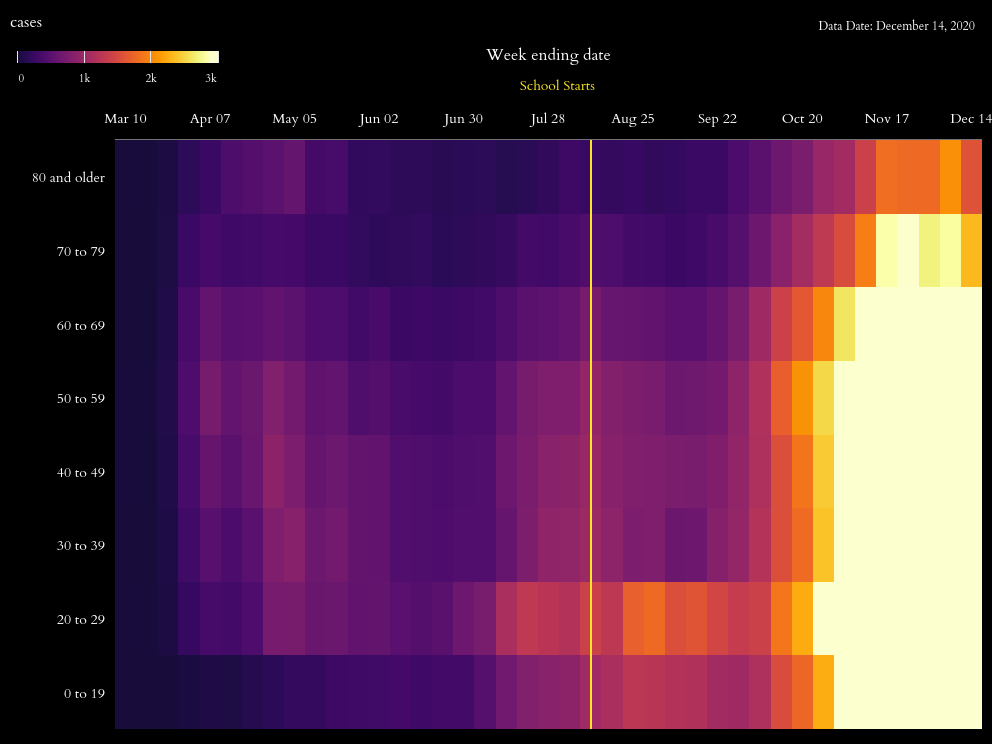 cases
Data Date: December 14, 2020
0 1k 2k 3k
Week ending date
School Starts
Mar 10 Apr 07 May 05 Jun 02 Jun 30 Jul 28 Aug 25 Sep 22 Oct 20 Nov 17 Dec 14
80 and older
70 to 79
60 to 69
50 to 59
40 to 49
30 to 39
20 to 29
0 to 19